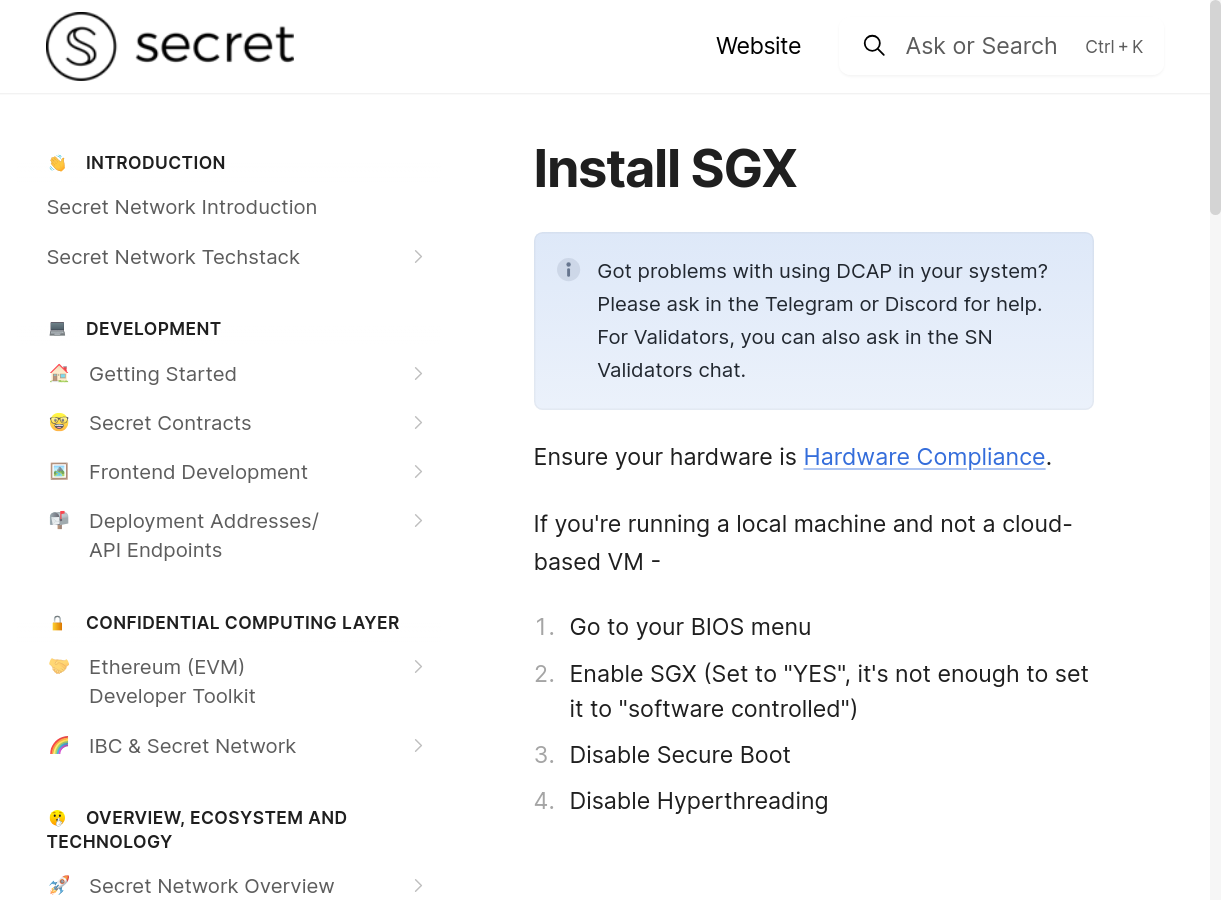 secret
Website
Ask or Search
Ctrl + K
INTRODUCTION
Secret Network Introduction
Secret Network Techstack
DEVELOPMENT
Getting Started
Secret Contracts
Frontend Development
Deployment Addresses/
API Endpoints
CONFIDENTIAL COMPUTING LAYER
Ethereum (EVM)
Developer Toolkit
IBC & Secret Network
OVERVIEW, ECOSYSTEM AND
TECHNOLOGY
Secret Network Overview
Install SGX
Got problems with using DCAP in your system?
Please ask in the Telegram or Discord for help.
For Validators, you can also ask in the SN
Validators chat.
Ensure your hardware is Hardware Compliance.
If you're running a local machine and not a cloud-
based VM -
1. Go to your BIOS menu
2. Enable SGX (Set to "YES", it's not enough to set
it to "software controlled")
3. Disable Secure Boot
4. Disable Hyperthreading